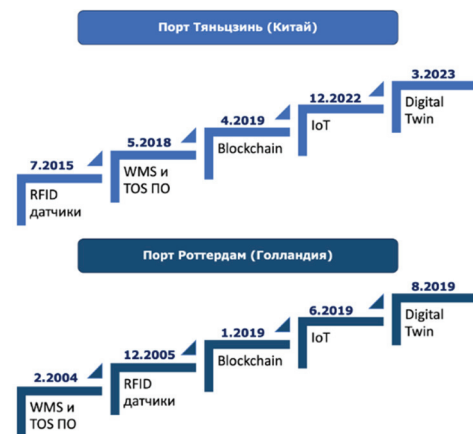 Порт Тяньцзинь (Китай)
7.2015
RFID
датчики
5.2018
WMS и
TOS ПО
4.2019
Blockchain
12.2022
IoT
3.2023
Digital
Twin
Порт Роттердам (Голландия)
2.2004
WMS и
TOS ПО
12.2005
RFID
датчики
1.2019
Blockchain
6.2019
IoT
8.2019
Digital
Twin